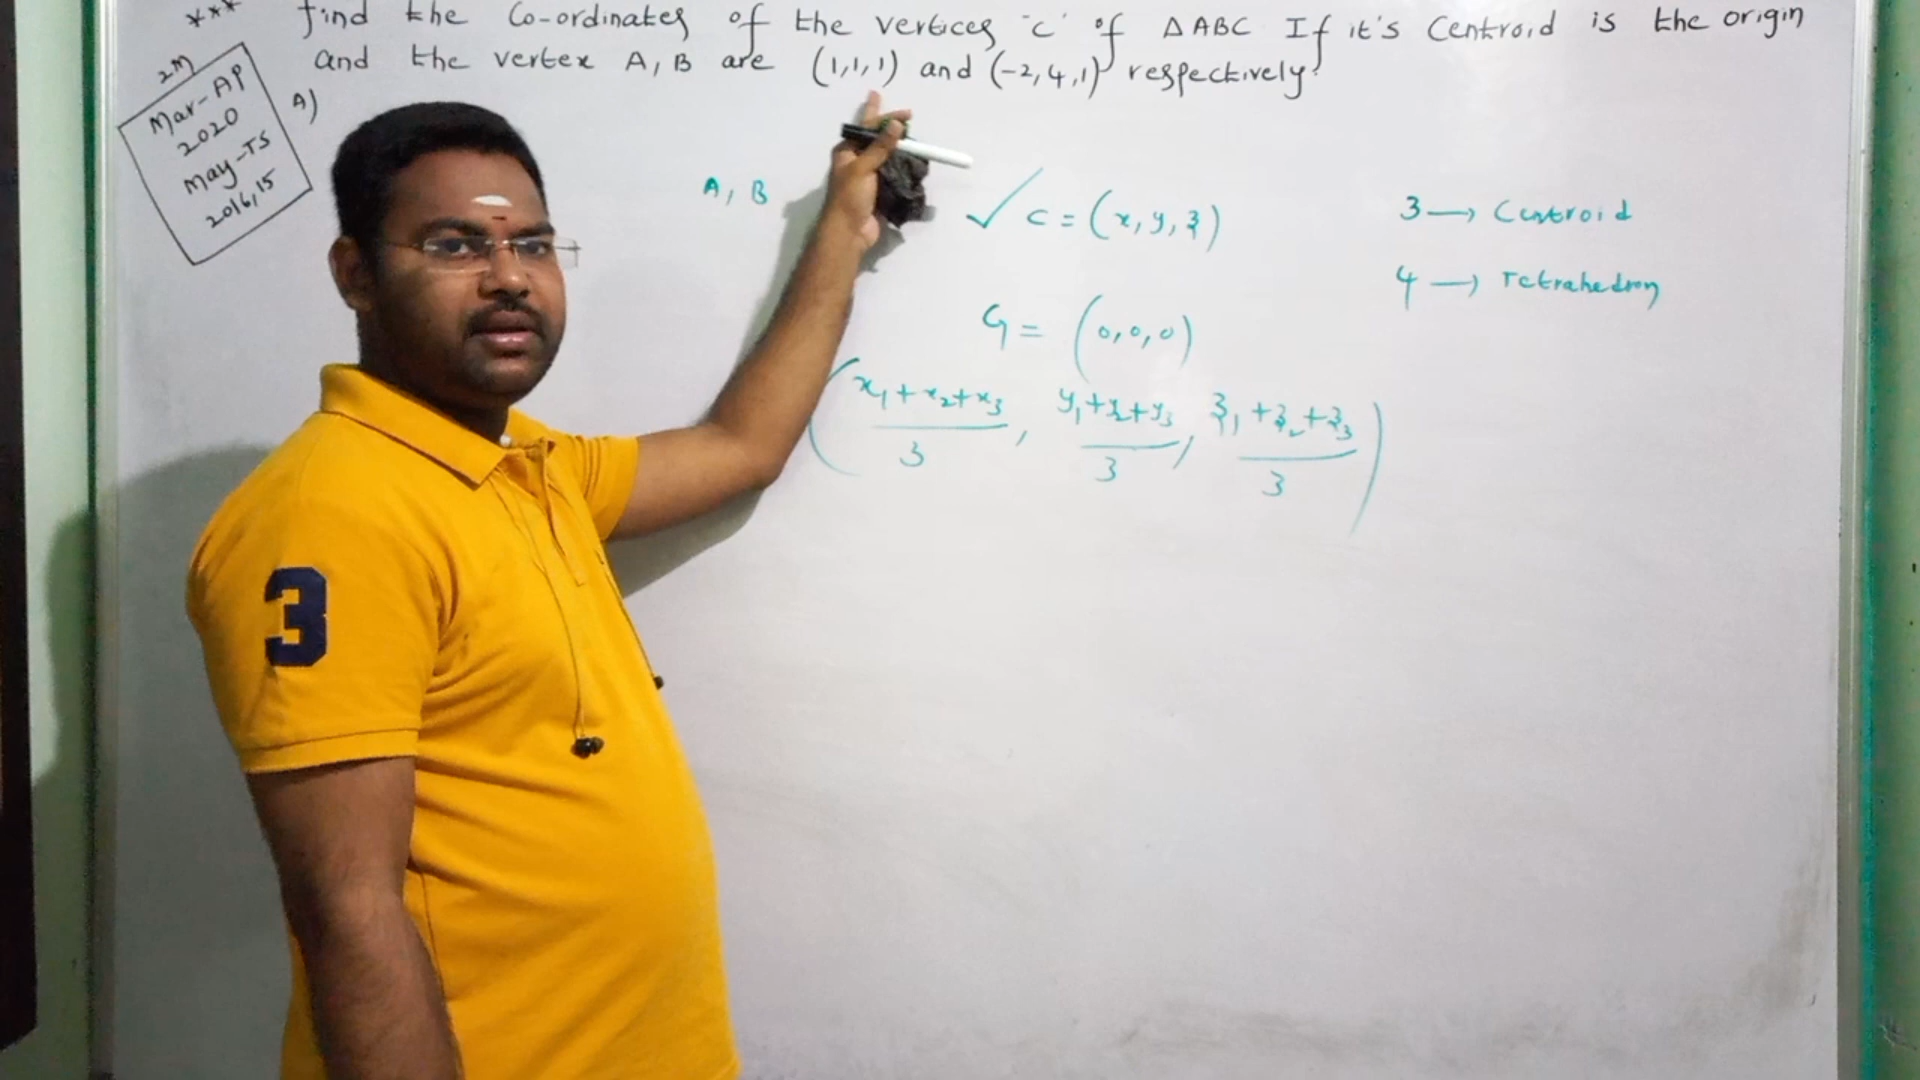 ***
find the Co-ordinates of the vertices 'c' of ΔABC If it's Centroid is the origin
and the vertex A, B are (1,1,1) and (-2,4,1) respectively?
2M
Mar-AP
2020
May-TS
2016,15
A)
A, B
✓ c = (x, y, z)
3 → Centroid
4 → Tetrahedron
G = (0,0,0)
(x₁+x₂+x₃/3, y₁+y₂+y₃/3, z₁+z₂+z₃/3)
3